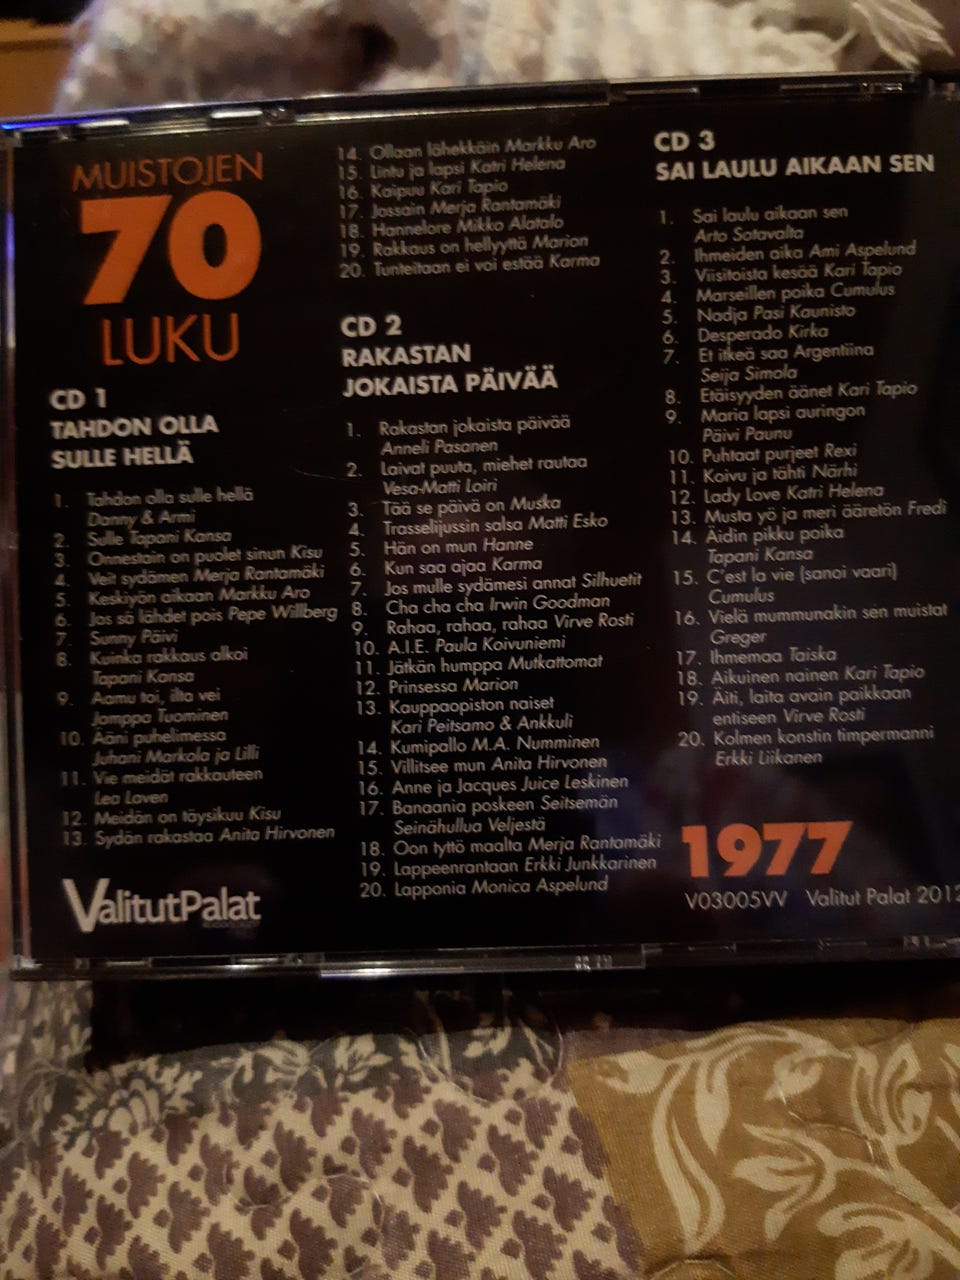 MUISTOJEN
70
LUKU
CD 1
TAHDON OLLA
SULLE HELLÄ
1. Tahdon olla sulle hellä
Danny & Armi
2. Sulle Tapani Kansa
3. Onnestain on puolet sinun Kisu
4. Veit sydämen Merja Rantamäki
5. Keskiyön aikaan Markku Aro
6. Jos sä lähdet pois Pepe Willberg
7. Sunny Päivi
8. Kuinka rakkaus alkoi
Tapani Kansa
9. Aamu toi, ilta vei
Jamppa Tuominen
10. Ääni puhelimessa
Juhani Markola ja Lilli
11. Vie meidät rakkauteen
Lea Laven
12. Meidän on täysikuu Kisu
13. Sydän rakastaa Anita Hirvonen
ValitutPalat
14. Ollaan lähekkäin Markku Aro
15. Lintu ja lapsi Katri Helena
16. Kaipuu Kari Tapio
17. Jossain Merja Rantamäki
18. Hannelore Mikko Alatalo
19. Rakkaus on hellyyttä Marion
20. Tunteitaan ei voi estää Karma
CD 2
RAKASTAN
JOKAISTA PÄIVÄÄ
1. Rakastan jokaista päivää
Anneli Pasanen
2. Laivat puuta, miehet rautaa
Vesa-Matti Loiri
3. Tää se päivä on Muska
4. Trasselijussin salsa Matti Esko
5. Hän on mun Hanne
6. Kun saa ajaa Karma
7. Jos mulle sydämesi annat Silhuetit
8. Cha cha cha Irwin Goodman
9. Rahaa, rahaa, rahaa Virve Rosti
10. A.I.E. Paula Koivuniemi
11. Jätkän humppa Mutkattomat
12. Prinsessa Marion
13. Kauppaopiston naiset
Kari Peitsamo & Ankkuli
14. Kumipallo M.A. Numminen
15. Villitsee mun Anita Hirvonen
16. Anne ja Jacques Juice Leskinen
17. Banaania poskeen Seitsemän
Seinähullua Veljestä
18. Oon tyttö maalta Merja Rantamäki
19. Lappeenrantaan Erkki Junkkarinen
20. Lapponia Monica Aspelund
CD 3
SAI LAULU AIKAAN SEN
1. Sai laulu aikaan sen
Arto Sotavalta
2. Ihmeiden aika Ami Aspelund
3. Viisitoista kesää Kari Tapio
4. Marseillen poika Cumulus
5. Nadja Pasi Kaunisto
6. Desperado Kirka
7. Et itkeä saa Argentiina
Seija Simola
8. Etäisyyden äänet Kari Tapio
9. Maria lapsi auringon
Päivi Paunu
10. Puhtaat purjeet Rexi
11. Koivu ja tähti Närhi
12. Lady Love Katri Helena
13. Musta yö ja meri ääretön Fredi
14. Äidin pikku poika
Tapani Kansa
15. C'est la vie (sanoi vaari)
Cumulus
16. Vielä mummunakin sen muistat
Greger
17. Ihmemaa Taiska
18. Aikuinen nainen Kari Tapio
19. Äiti, laita avain paikkaan
entiseen Virve Rosti
20. Kolmen konstin timpermanni
Erkki Liikanen
1977
V03005VV Valitut Palat 2012